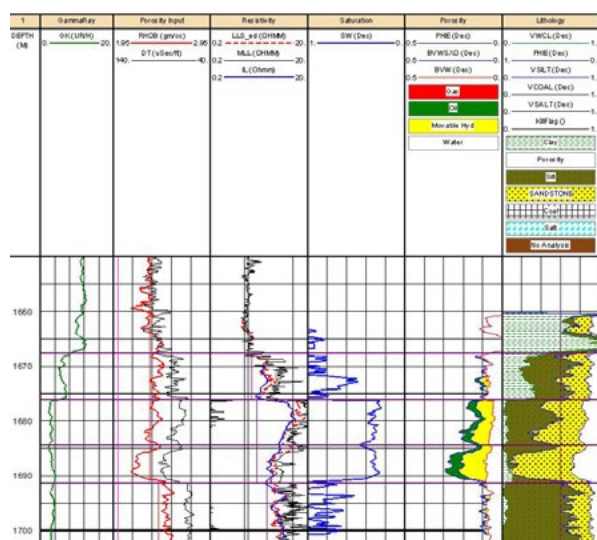 1
GammaRay
Porosity Input
Resistivity
Saturation
Porosity
Lithology
DEPTH
(M)
GK (UR/H)
0. 20.
RHOB (gm/cc)
1.95 2.95
DT (uSec/ft)
140. 40.
LLS_ed (OHMM)
0.2 20.
MLL (OHMM)
0.2 20.
IL (Ohmm)
0.2 20.
SW (Dec)
1. 0.
PHIE (Dec)
0.5 0.
0.5 0.
BVW (Dec)
0.5 0.
Gas
Oil
Movable Hyd
Water
VWCL (Dec)
0. 1.
PHIE (Dec)
1. 0.
VSILT (Dec)
0. 1.
VCOAL (Dec)
0. 1.
VSALT (Dec)
0. 1.
KillFlag ()
Clay
Porosity
Silt
SANDSTONE
Coal
Salt
No Analysis
1660
1670
1680
1690
1700